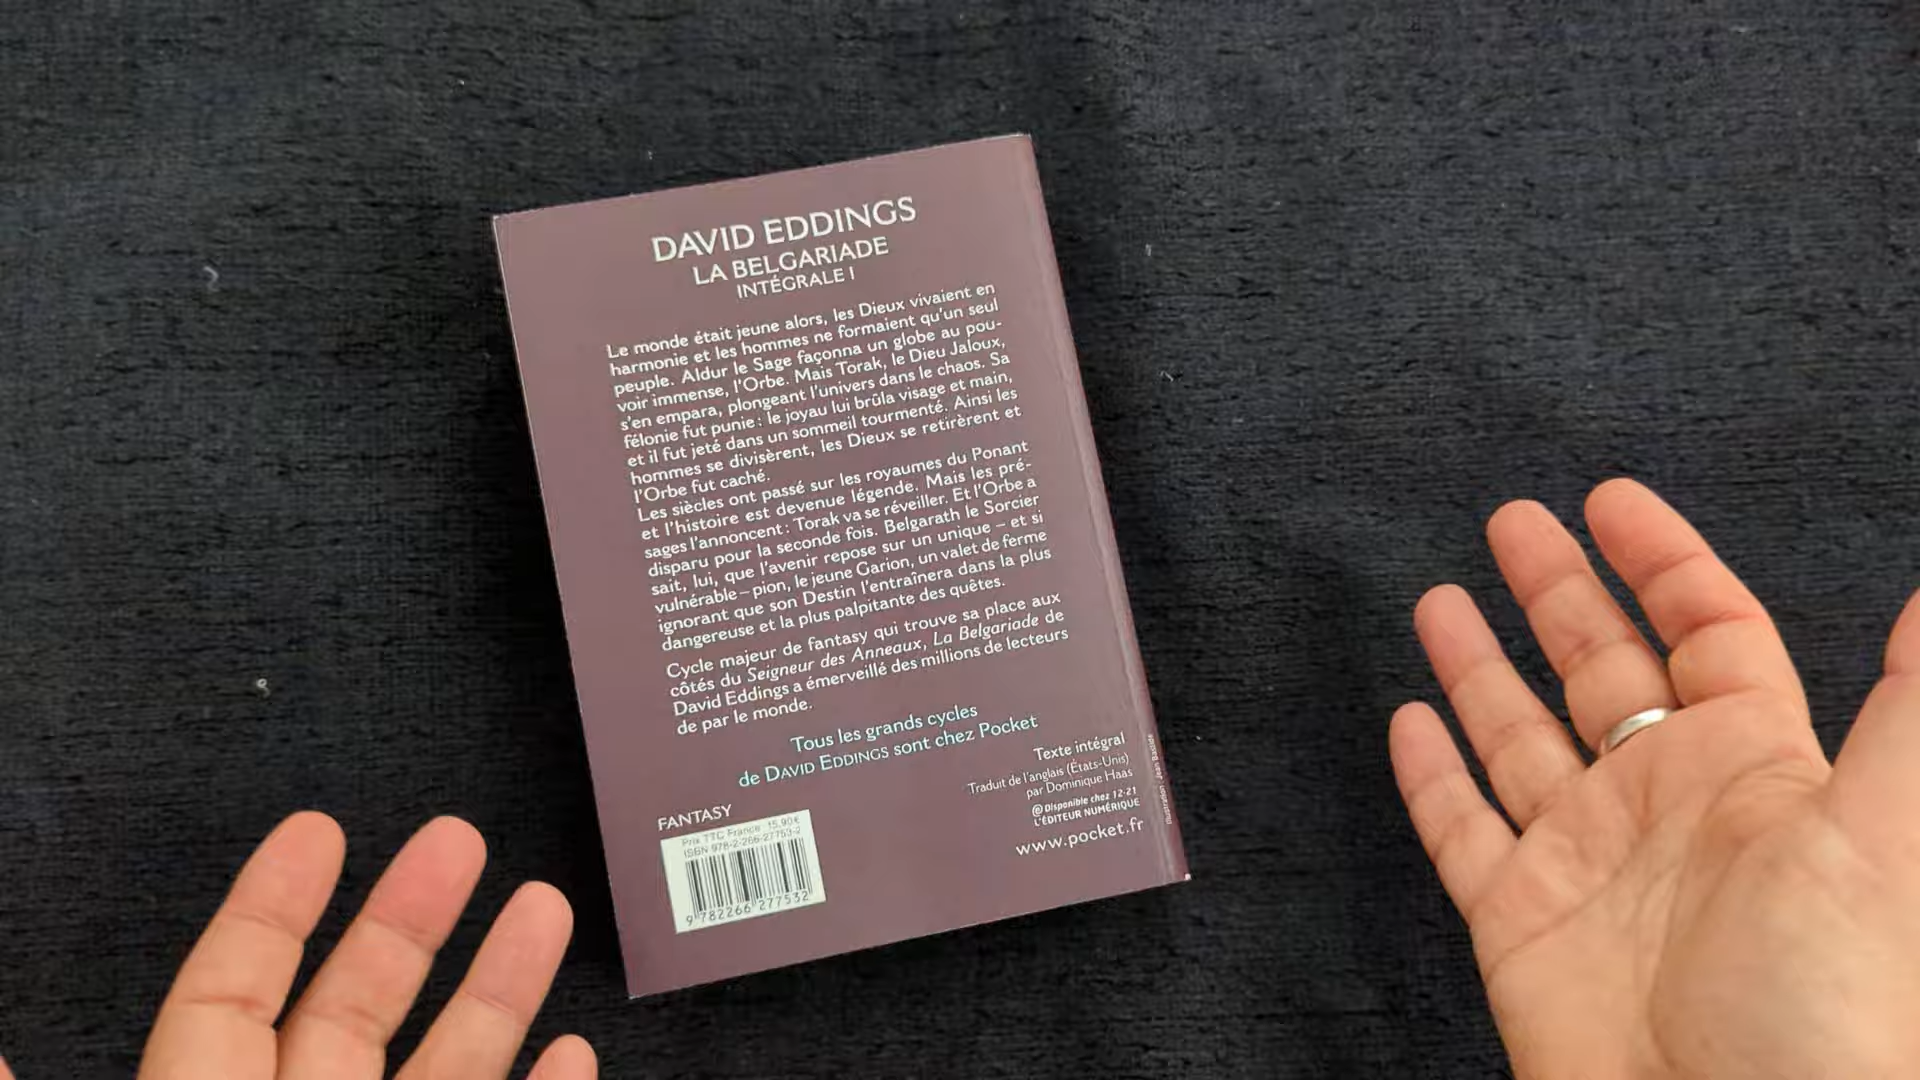 DAVID EDDINGS
LA BELGARIADE
INTÉGRALE I
Le monde était jeune alors, les Dieux vivaient en
harmonie et les hommes ne formaient qu'un seul
peuple. Aldur le Sage façonna un globe au pou-
voir immense, l'Orbe. Mais Torak, le Dieu Jaloux,
s'en empara, plongeant l'univers dans le chaos. Sa
félonie fut punie : le joyau lui brûla visage et main,
et il fut jeté dans un sommeil tourmenté. Ainsi les
hommes se divisèrent, les Dieux se retirèrent et
l'Orbe fut caché.
Les siècles ont passé sur les royaumes du Ponant
et l'histoire est devenue légende. Mais les pré-
sages l'annoncent : Torak va se réveiller. Et l'Orbe a
disparu pour la seconde fois. Belgarath le Sorcier
sait, lui, que l'avenir repose sur un unique – et si
vulnérable – pion, le jeune Garion, un valet de ferme
ignorant que son Destin l'entraînera dans la plus
dangereuse et la plus palpitante des quêtes.
Cycle majeur de fantasy qui trouve sa place aux
côtés du Seigneur des Anneaux, La Belgariade de
David Eddings a émerveillé des millions de lecteurs
de par le monde.
Tous les grands cycles
de DAVID EDDINGS sont chez Pocket
Texte intégral
Traduit de l'anglais (États-Unis)
par Dominique Haas
@ Disponible chez 12-21
L'ÉDITEUR NUMÉRIQUE
www.pocket.fr
Illustration : Jean Bastide
FANTASY
Prix TTC France 15,90 €
ISBN 978-2-266-27753-2
9 782266 277532